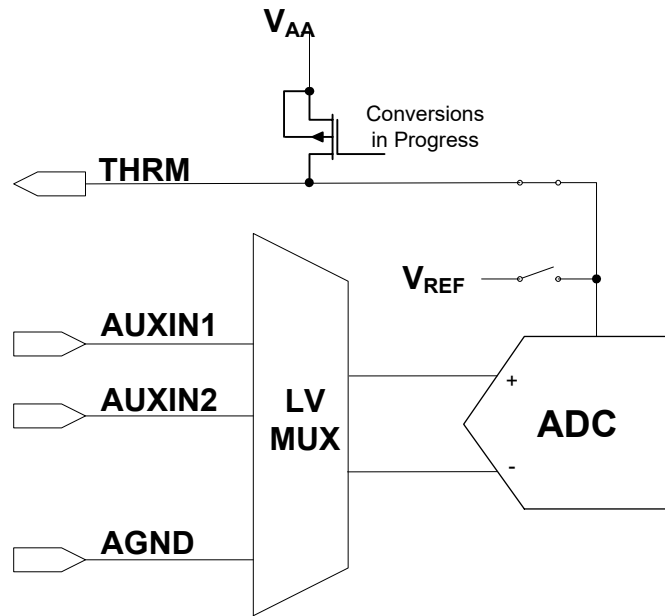 VAA
Conversions
in Progress
THRM
VREF
AUXIN1
AUXIN2
LV
MUX
+
ADC
-
AGND